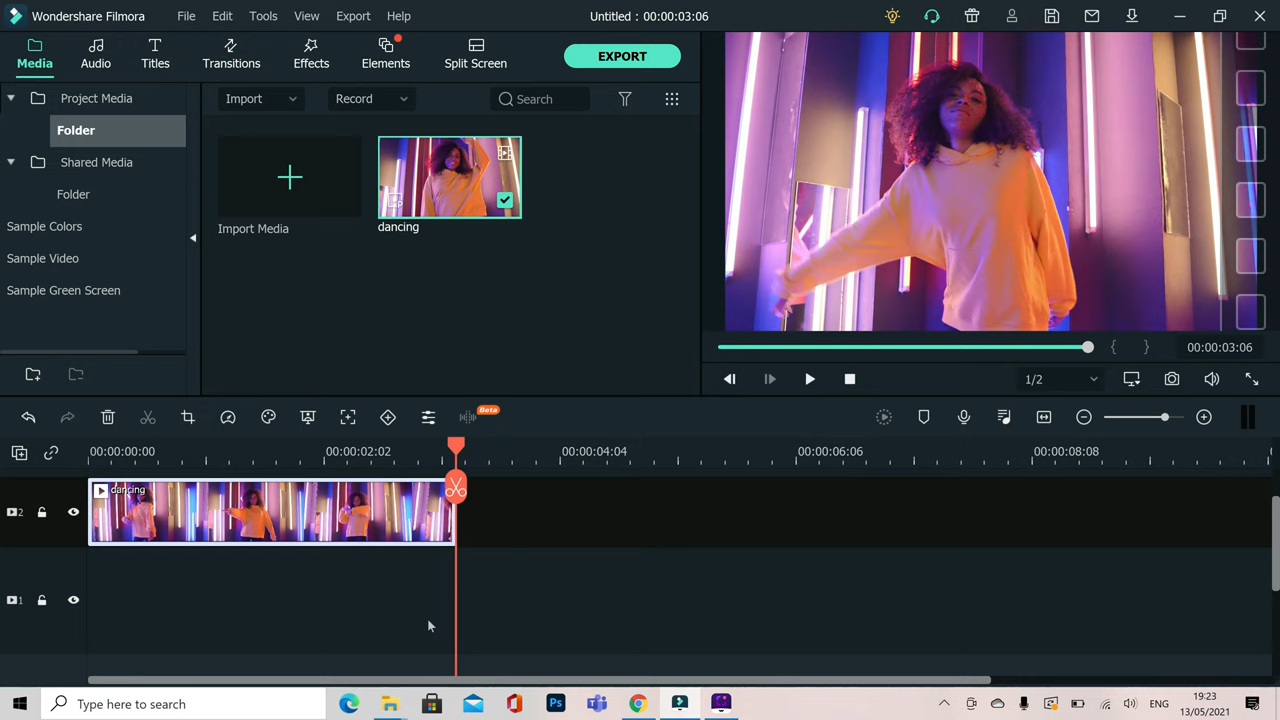 Wondershare Filmora
File
Edit
Tools
View
Export
Help
Untitled : 00:00:03:06
Media
Audio
Titles
Transitions
Effects
Elements
Split Screen
EXPORT
Project Media
Folder
Shared Media
Folder
Sample Colors
Sample Video
Sample Green Screen
Import
Record
Search
Import Media
dancing
00:00:03:06
1/2
Beta
00:00:00:00
00:00:02:02
00:00:04:04
00:00:06:06
00:00:08:08
0
dancing
2
1
Type here to search
Ps
ENG
19:23
13/05/2021